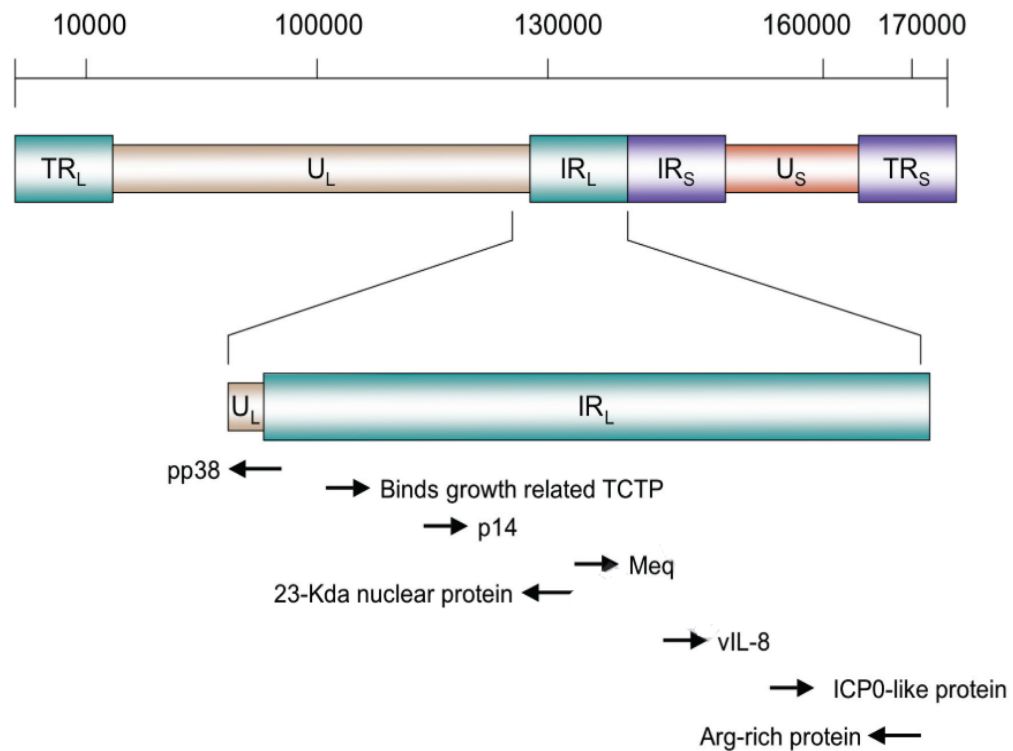 10000 100000 130000 160000 170000
TRL UL IRL IRS US TRS
UL IRL
pp38
Binds growth related TCTP
p14
Meq
23-Kda nuclear protein
vIL-8
ICP0-like protein
Arg-rich protein